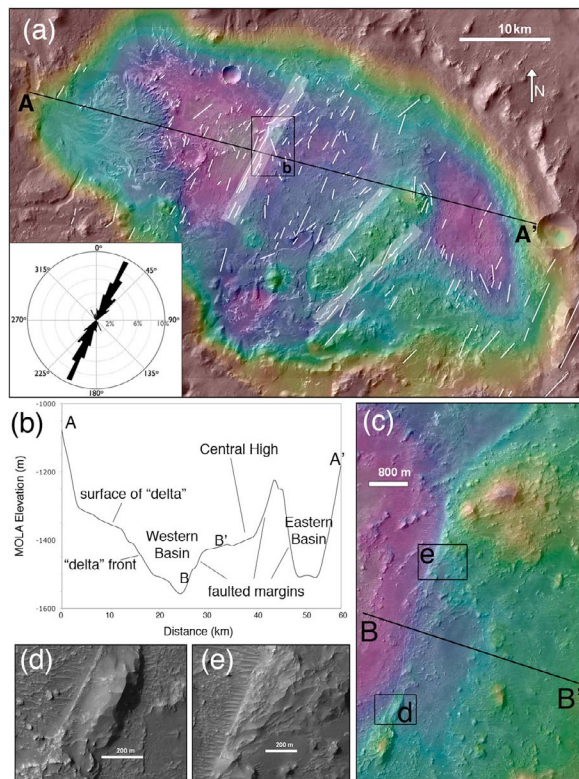 (a)
10 km
N
A
b
A'
0°
315°
45°
270°
2%
6%
10%
90°
225°
135°
180°
(b)
-1000
A
Central High
A'
-1200
surface of "delta"
MOLA Elevation (m)
Western
Basin
B'
Eastern
Basin
-1400
"delta" front
B
faulted margins
-1600
0
10
20
30
40
50
60
Distance (km)
(c)
800 m
e
B
B'
d
(d)
200 m
(e)
200 m